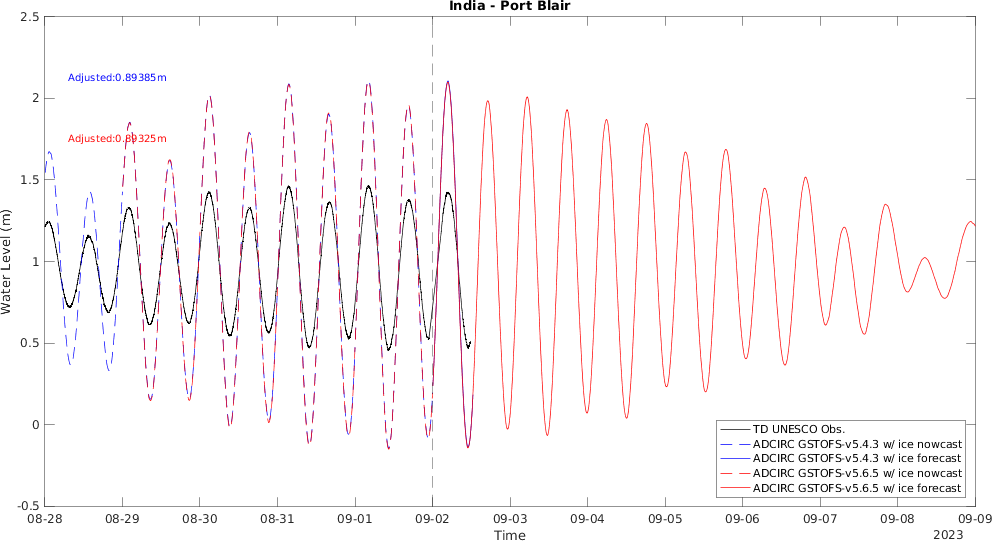 India - Port Blair
Water Level (m)
2.5
2
1.5
1
0.5
0
-0.5
Adjusted:0.89385m
Adjusted:0.89325m
TD UNESCO Obs.
ADCIRC GSTOFS-v5.4.3 w/ ice nowcast
ADCIRC GSTOFS-v5.4.3 w/ ice forecast
ADCIRC GSTOFS-v5.6.5 w/ ice nowcast
ADCIRC GSTOFS-v5.6.5 w/ ice forecast
08-28 08-29 08-30 08-31 09-01 09-02 09-03 09-04 09-05 09-06 09-07 09-08 09-09
Time
2023